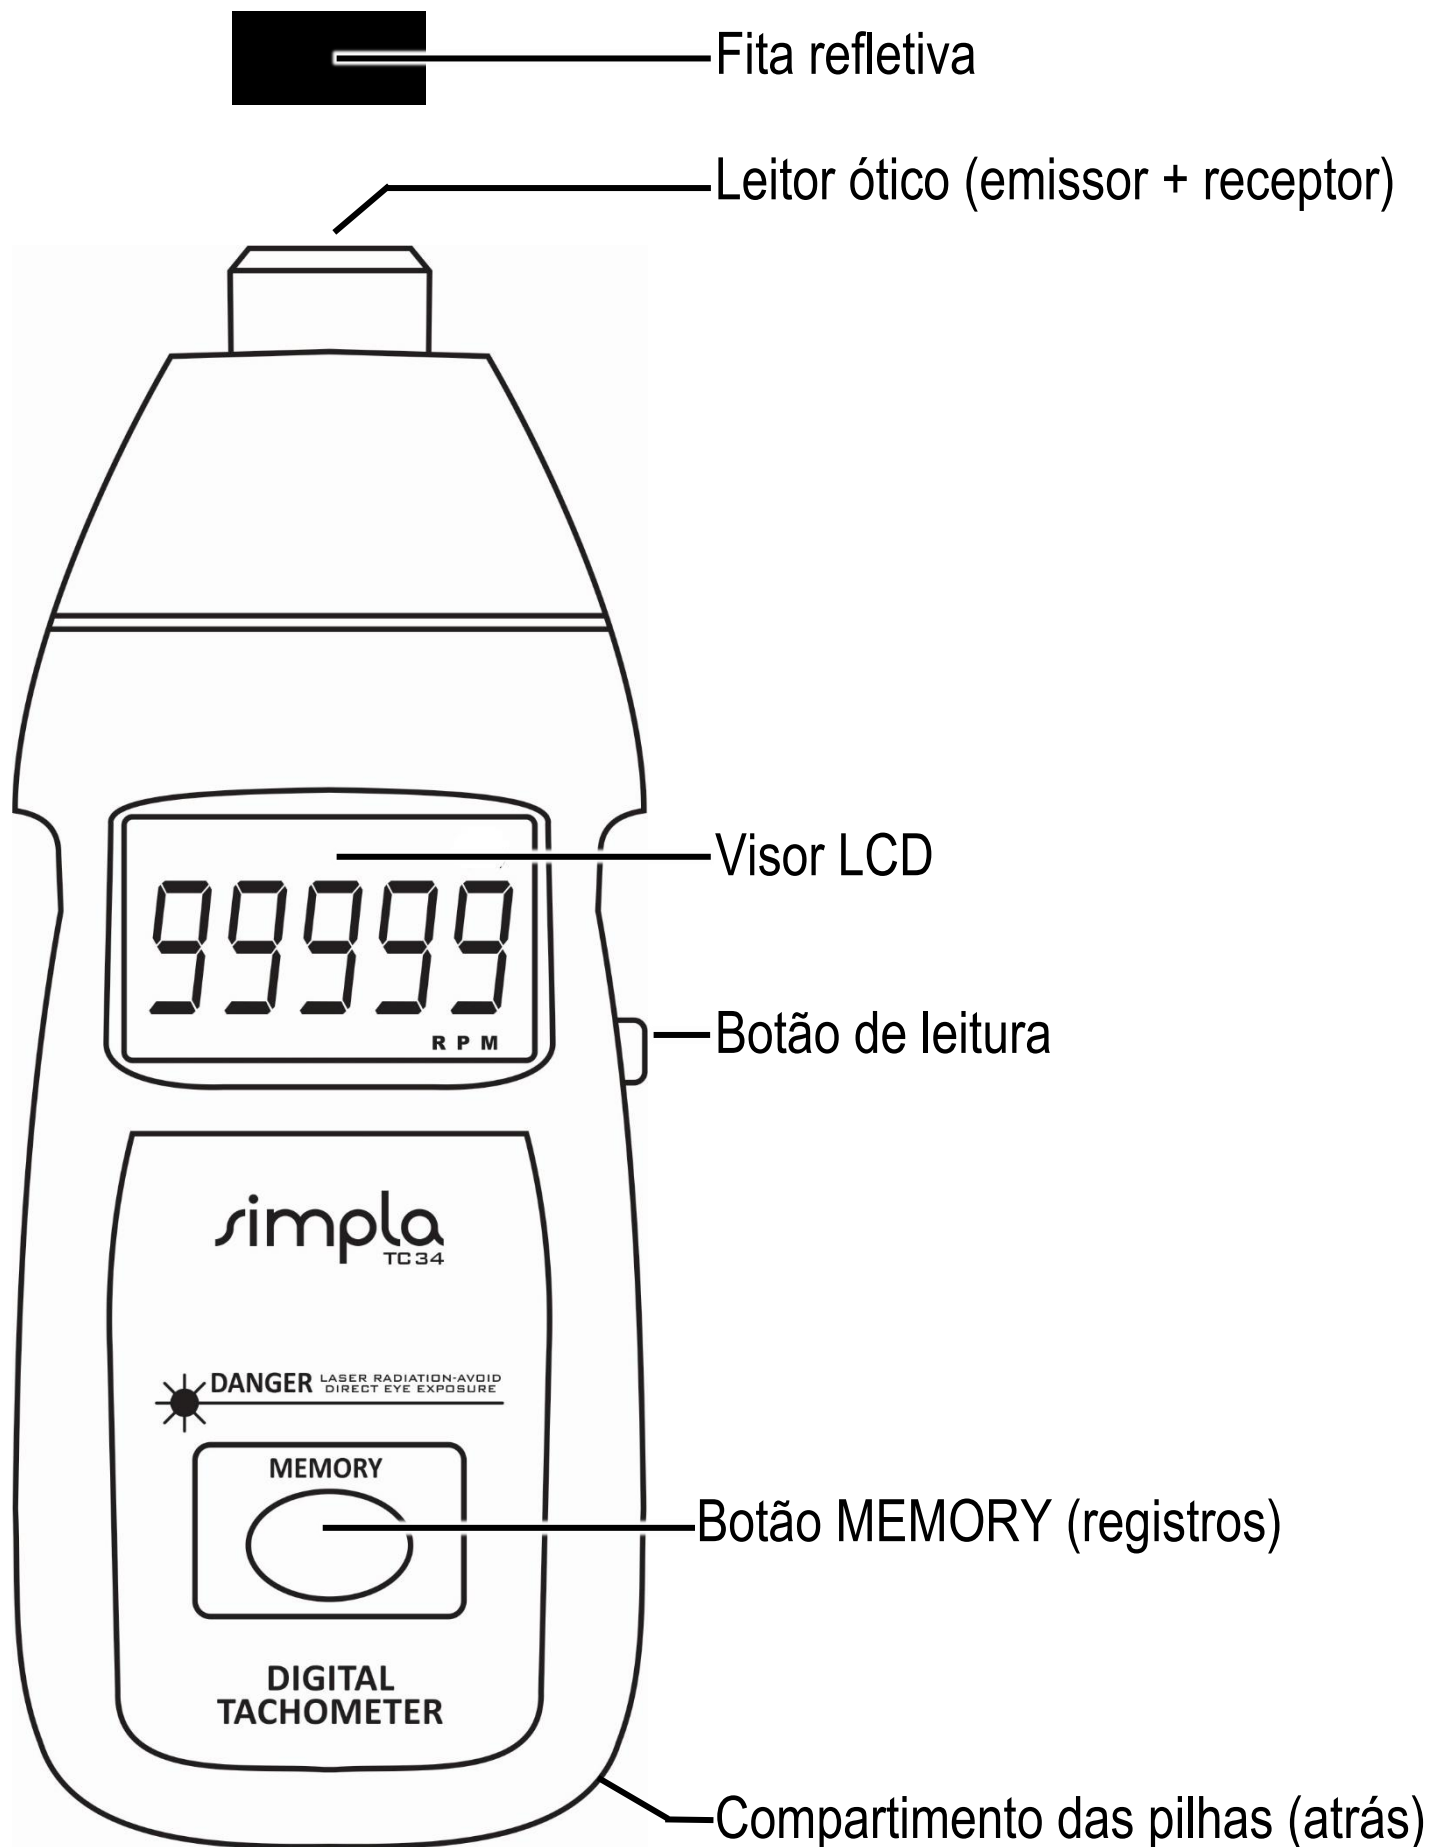 Fita refletiva
Leitor ótico (emissor + receptor)
Visor LCD
99999
RPM
Botão de leitura
simpla
TC34
DANGER LASER RADIATION-AVOID
DIRECT EYE EXPOSURE
MEMORY
Botão MEMORY (registros)
DIGITAL
TACHOMETER
Compartimento das pilhas (atrás)